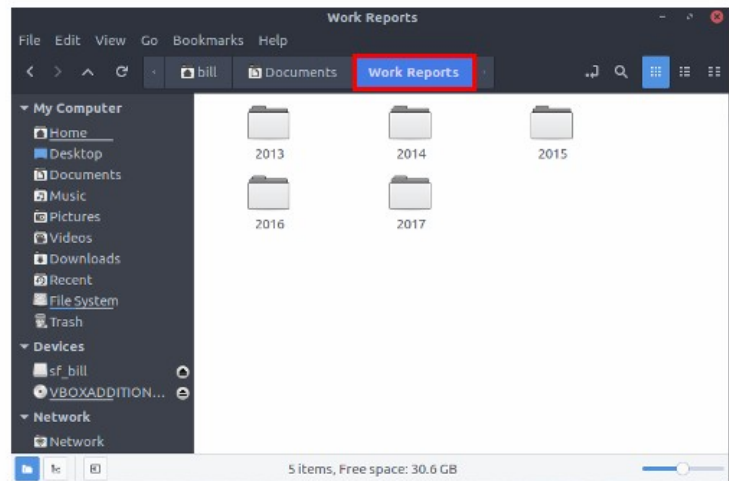 Work Reports
File Edit View Go Bookmarks Help
bill Documents Work Reports
My Computer
Home
Desktop
Documents
Music
Pictures
Videos
Downloads
Recent
File System
Trash
Devices
sf_bill
VBOXADDITION...
Network
Network
2013 2014 2015
2016 2017
5 items, Free space: 30.6 GB